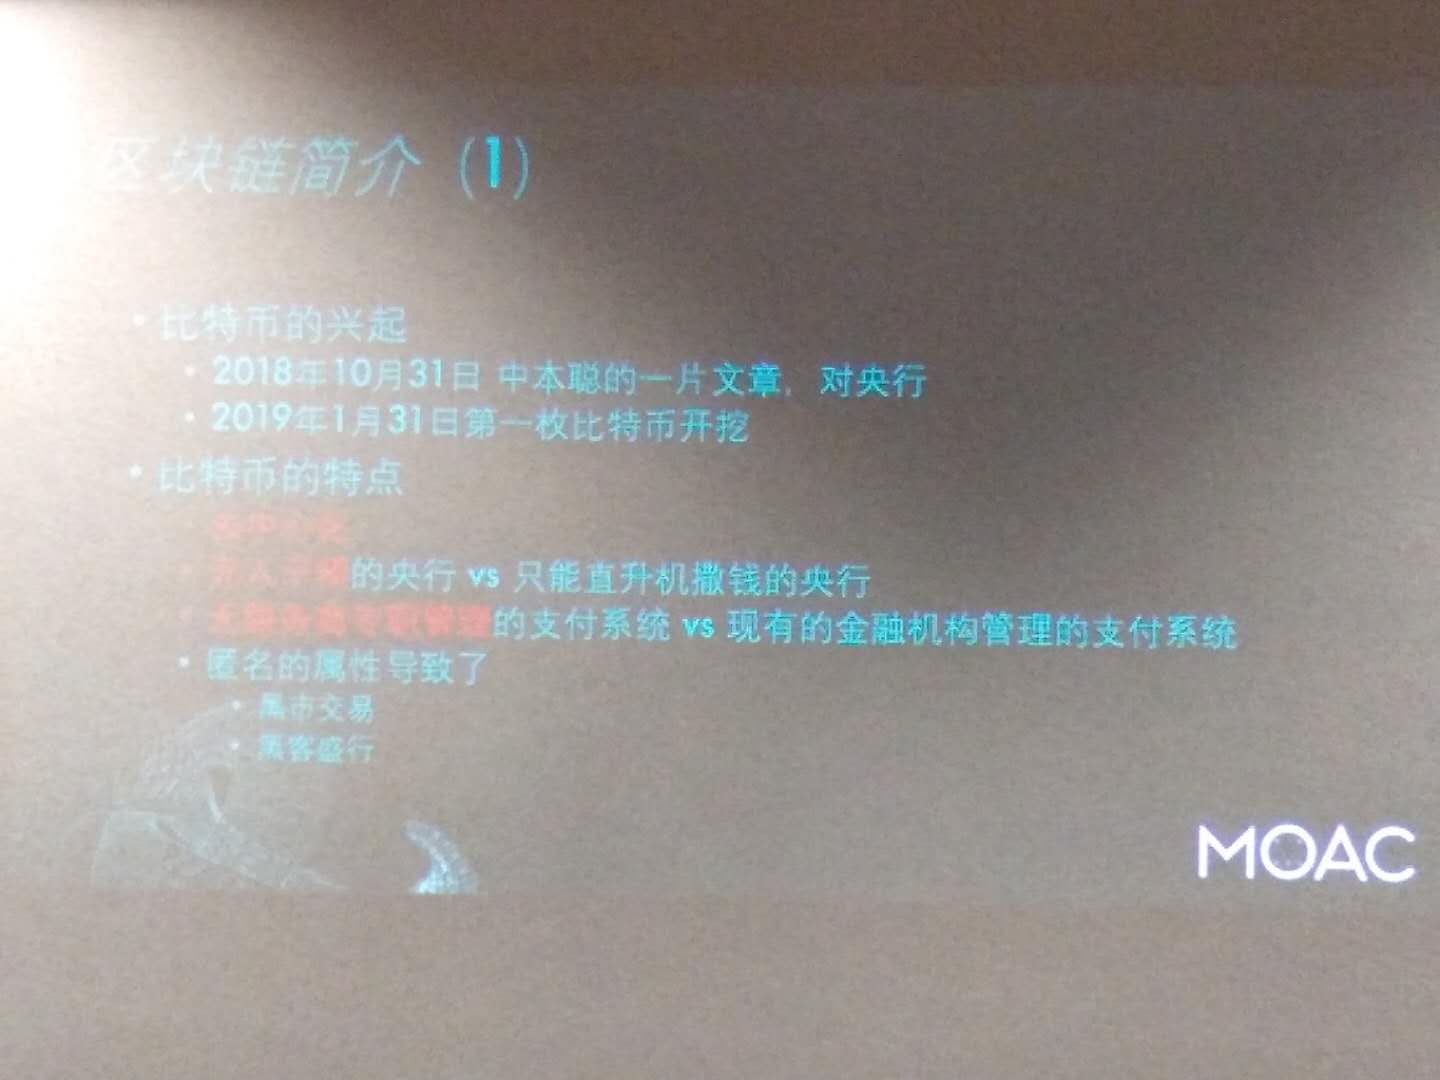 区块链简介 (1)
• 比特币的兴起
• 2018年10月31日 中本聪的一片文章，对央行
• 2019年1月31日第一枚比特币开挖
• 比特币的特点
的央行 vs 只能直升机撒钱的央行
的支付系统 vs 现有的金融机构管理的支付系统
• 匿名的属性导致了
• 黑市交易
• 黑客盛行
MOAC